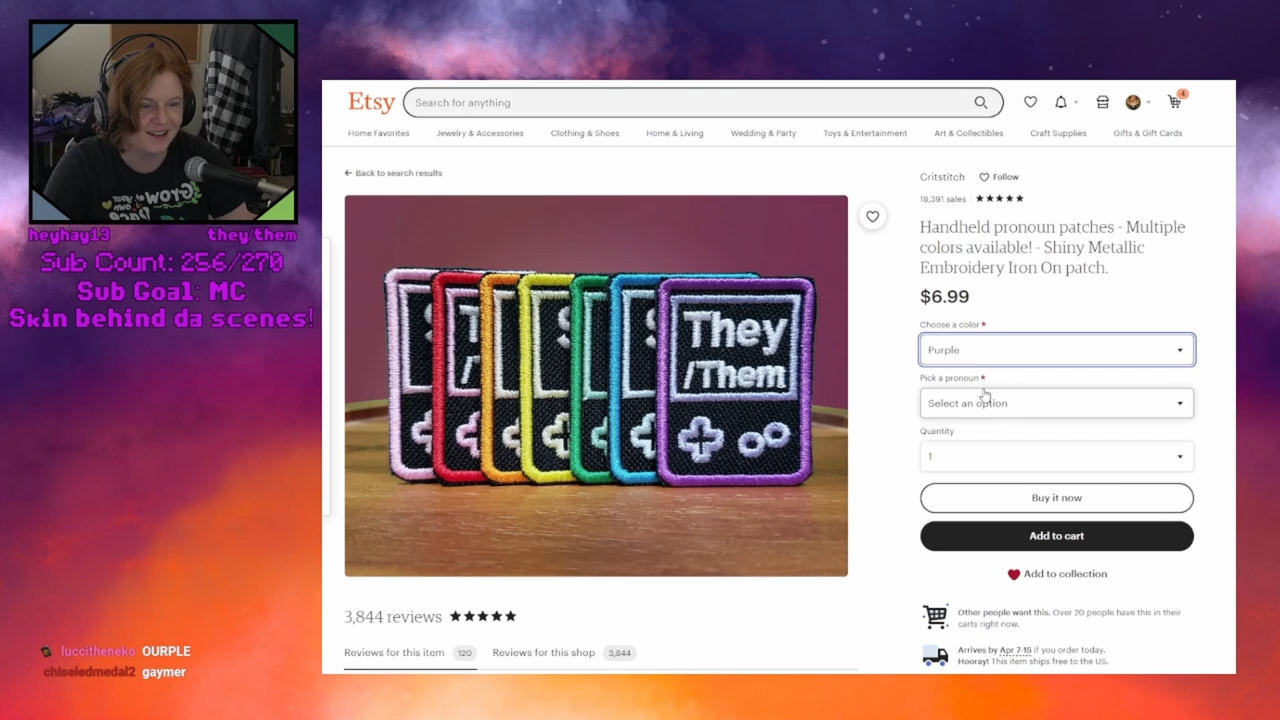 heyhay13 they/them
Sub Count: 256/270
Sub Goal: MC
Skin behind da scenes!
luccitheneko OURPLE
chiseledmedal2 gaymer
Etsy
Search for anything
4
Home Favorites
Jewelry & Accessories
Clothing & Shoes
Home & Living
Wedding & Party
Toys & Entertainment
Art & Collectibles
Craft Supplies
Gifts & Gift Cards
Back to search results
They
/Them
3,844 reviews
Reviews for this item 120
Reviews for this shop 3,844
Critstitch
Follow
18,391 sales
Handheld pronoun patches - Multiple
colors available! - Shiny Metallic
Embroidery Iron On patch.
$6.99
Choose a color *
Purple
Pick a pronoun *
Select an option
Quantity
1
Buy it now
Add to cart
Add to collection
Other people want this. Over 20 people have this in their
carts right now.
Arrives by Apr 7-15 if you order today.
Hooray! This item ships free to the US.